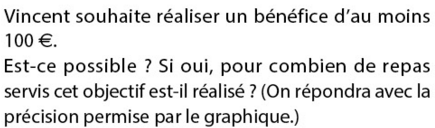 Vincent souhaite réaliser un bénéfice d'au moins
100 €.
Est-ce possible ? Si oui, pour combien de repas
servis cet objectif est-il réalisé ? (On répondra avec la
précision permise par le graphique.)